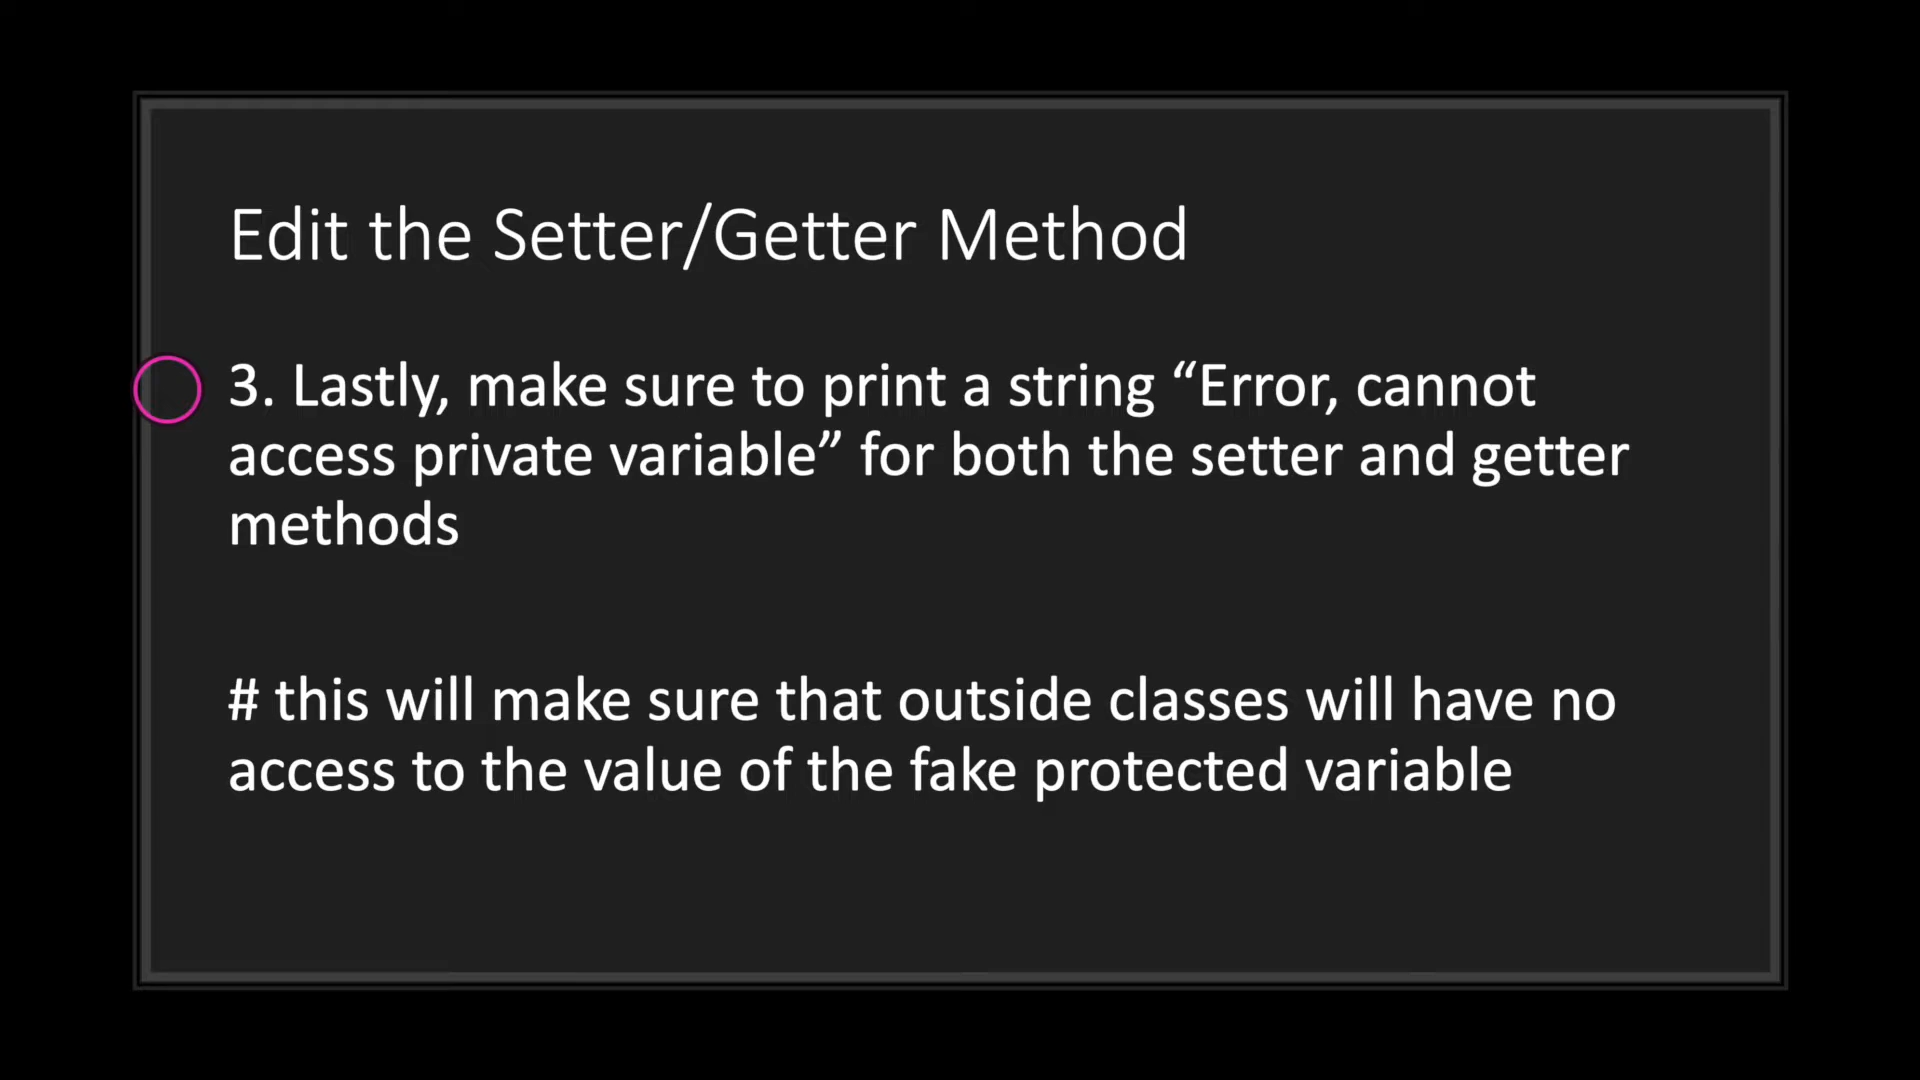 Edit the Setter/Getter Method
3. Lastly, make sure to print a string “Error, cannot
access private variable” for both the setter and getter
methods
# this will make sure that outside classes will have no
access to the value of the fake protected variable